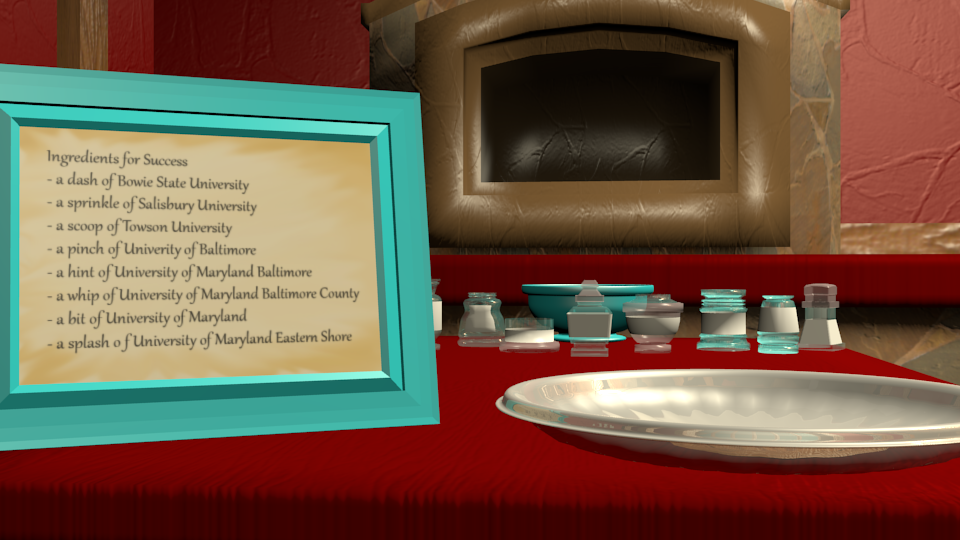 Ingredients for Success
- a dash of Bowie State University
- a sprinkle of Salisbury University
- a scoop of Towson University
- a pinch of Univerity of Baltimore
- a hint of University of Maryland Baltimore
- a whip of University of Maryland Baltimore County
- a bit of University of Maryland
- a splash o f University of Maryland Eastern Shore